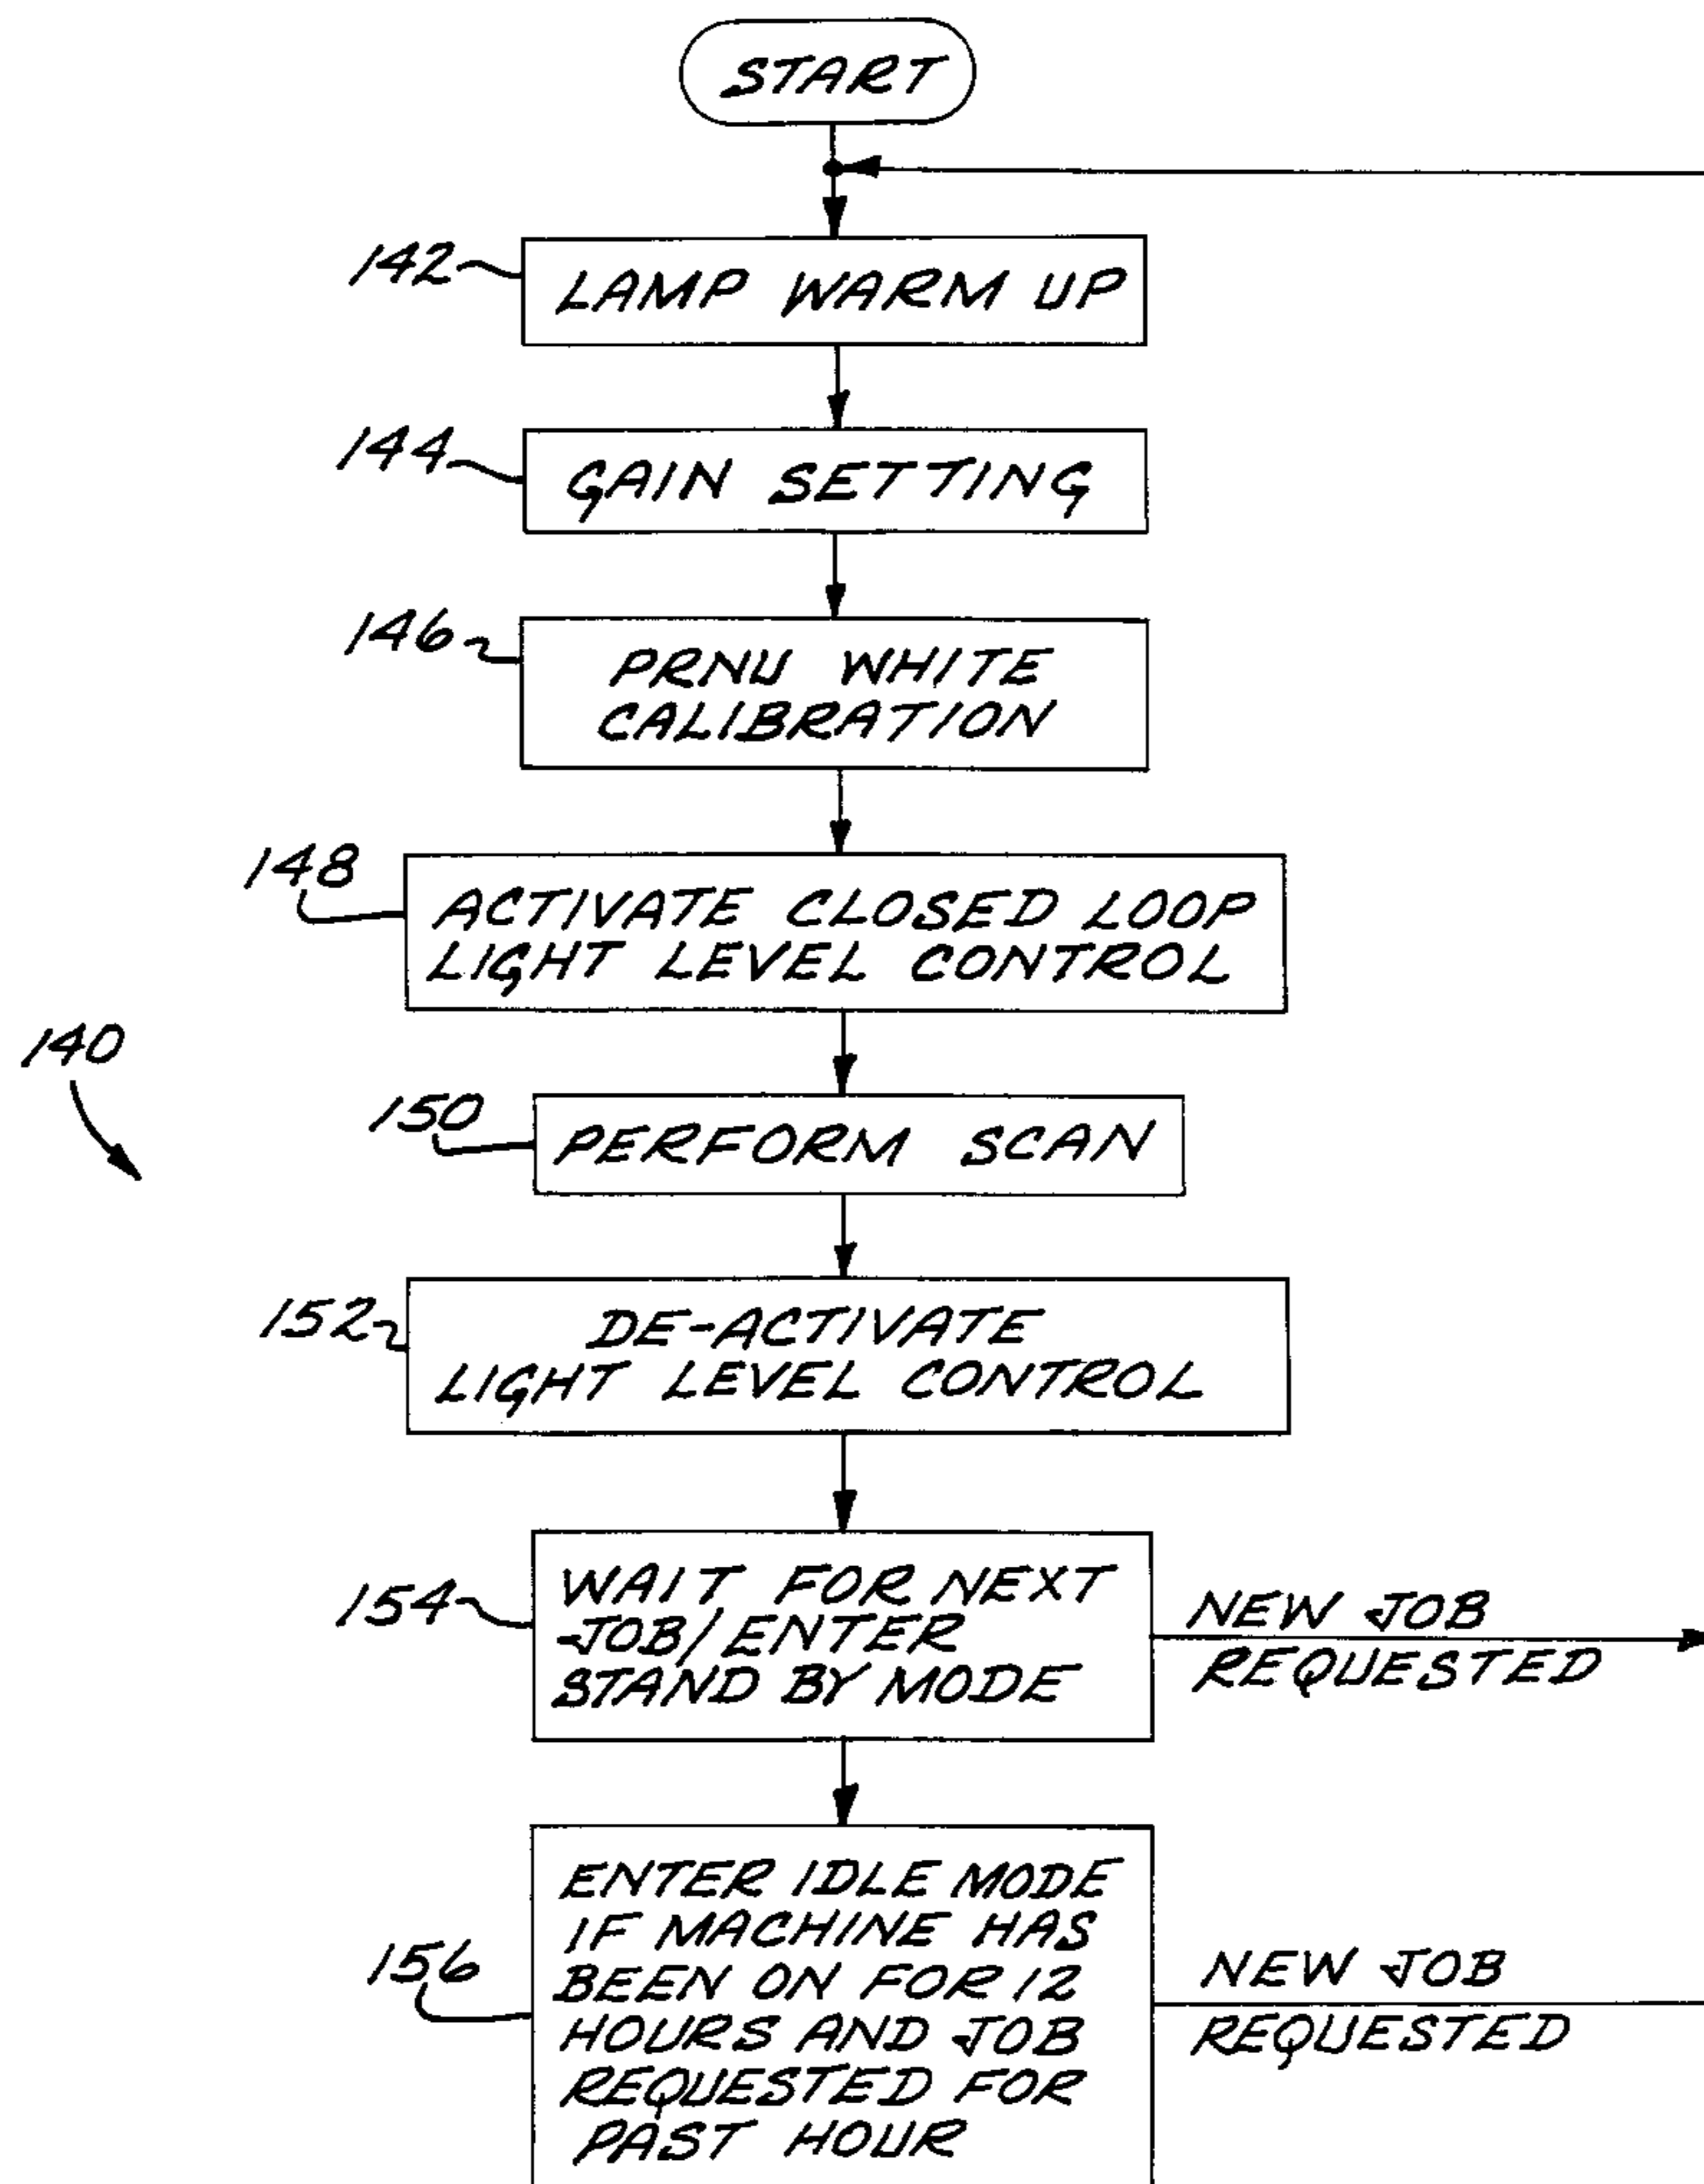 START
142
LAMP WARM UP
144
GAIN SETTING
146
PRNU WHITE
CALIBRATION
148
ACTIVATE CLOSED LOOP
LIGHT LEVEL CONTROL
140
150
PERFORM SCAN
152
DE-ACTIVATE
LIGHT LEVEL CONTROL
154
WAIT FOR NEXT
JOB/ENTER
STAND BY MODE
NEW JOB
REQUESTED
156
ENTER IDLE MODE
IF MACHINE HAS
BEEN ON FOR 12
HOURS AND JOB
REQUESTED FOR
PAST HOUR
NEW JOB
REQUESTED